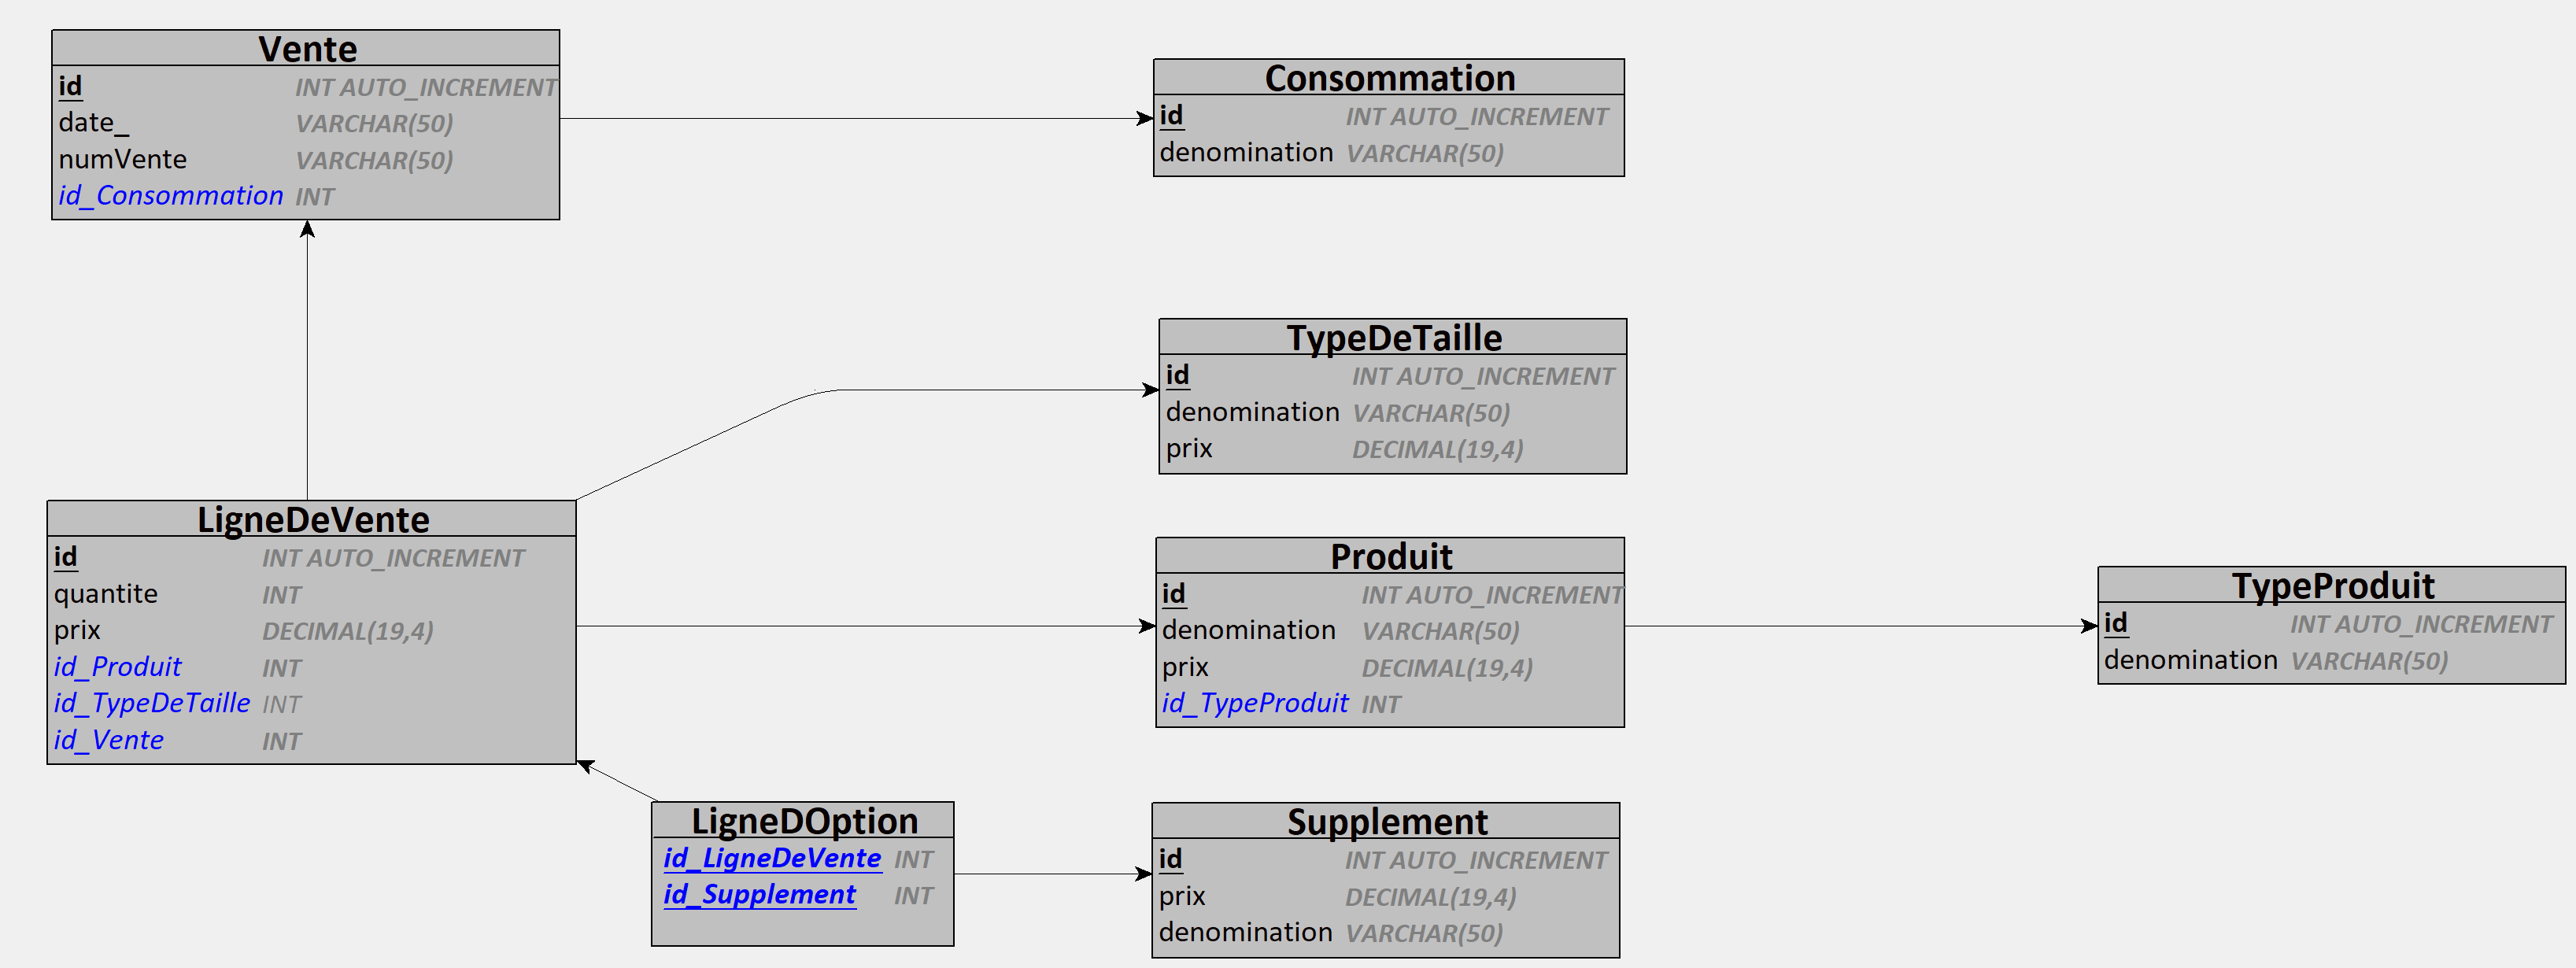 Vente
id INT AUTO_INCREMENT
date_ VARCHAR(50)
numVente VARCHAR(50)
id_Consommation INT
Consommation
id INT AUTO_INCREMENT
denomination VARCHAR(50)
TypeDeTaille
id INT AUTO_INCREMENT
denomination VARCHAR(50)
prix DECIMAL(19,4)
LigneDeVente
id INT AUTO_INCREMENT
quantite INT
prix DECIMAL(19,4)
id_Produit INT
id_TypeDeTaille INT
id_Vente INT
Produit
id INT AUTO_INCREMENT
denomination VARCHAR(50)
prix DECIMAL(19,4)
id_TypeProduit INT
TypeProduit
id INT AUTO_INCREMENT
denomination VARCHAR(50)
LigneDOption
id_LigneDeVente INT
id_Supplement INT
Supplement
id INT AUTO_INCREMENT
prix DECIMAL(19,4)
denomination VARCHAR(50)